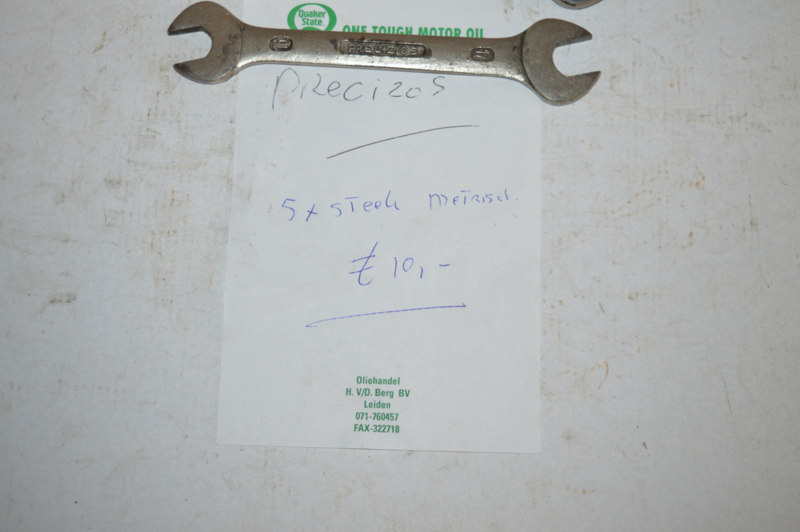 Quaker
State
ONE TOUGH MOTOR OIL
PRECIZOS
Precizos
5 x steek metrisch.
€ 10,-
Oliehandel
H. V/D. Berg BV
Leiden
071-760457
FAX-322718